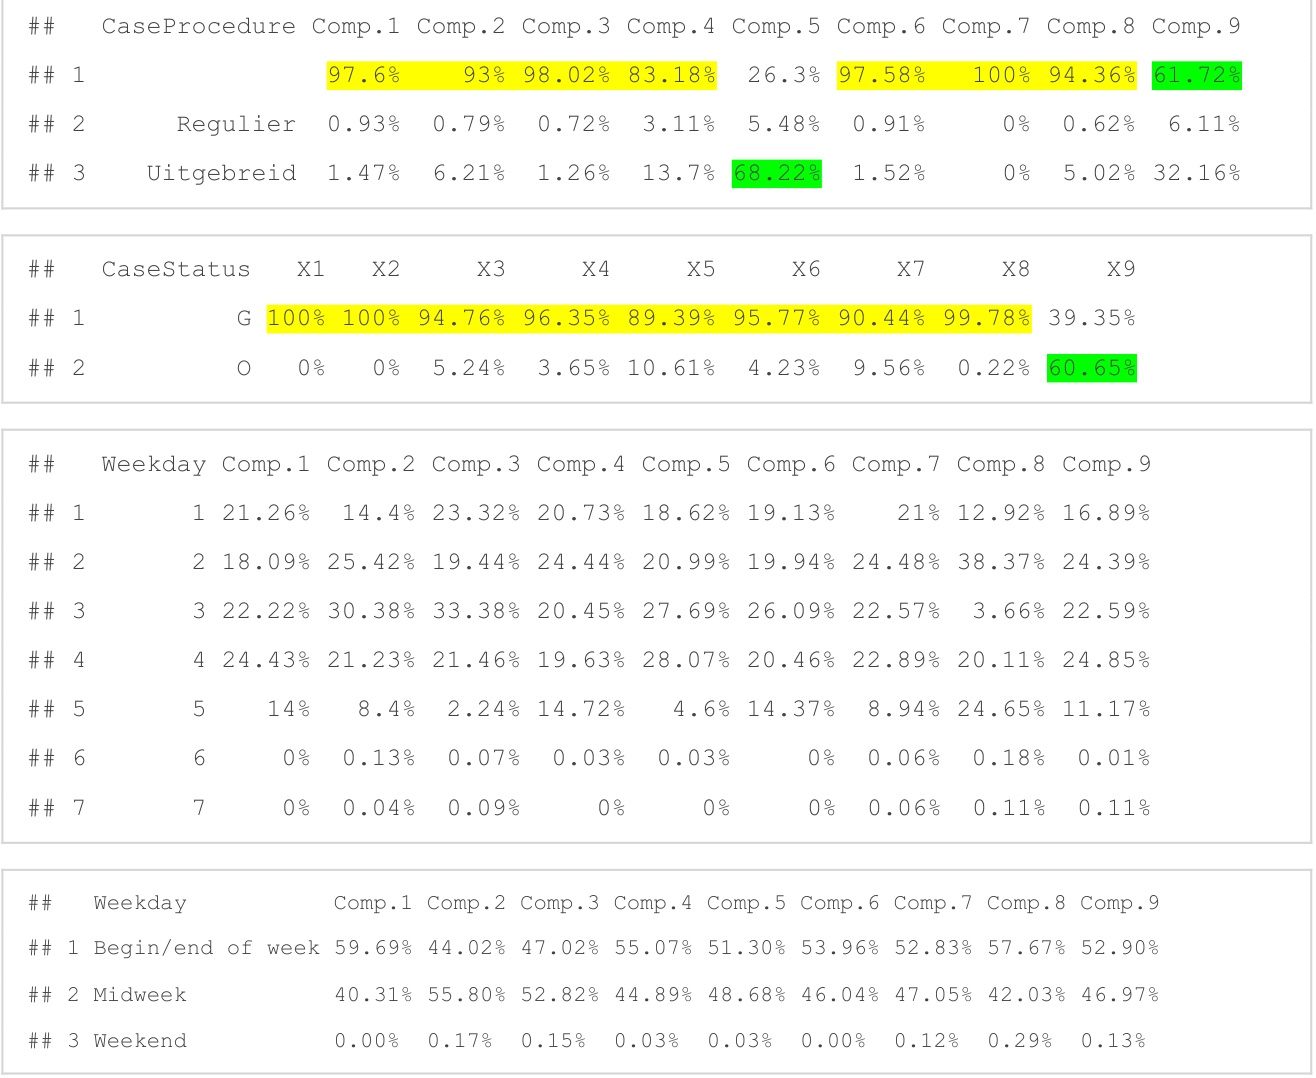 ## CaseProcedure Comp.1 Comp.2 Comp.3 Comp.4 Comp.5 Comp.6 Comp.7 Comp.8 Comp.9
## 1 97.6% 93% 98.02% 83.18% 26.3% 97.58% 100% 94.36% 61.72%
## 2 Regulier 0.93% 0.79% 0.72% 3.11% 5.48% 0.91% 0% 0.62% 6.11%
## 3 Uitgebreid 1.47% 6.21% 1.26% 13.7% 68.22% 1.52% 0% 5.02% 32.16%
## CaseStatus X1 X2 X3 X4 X5 X6 X7 X8 X9
## 1 G 100% 100% 94.76% 96.35% 89.39% 95.77% 90.44% 99.78% 39.35%
## 2 O 0% 0% 5.24% 3.65% 10.61% 4.23% 9.56% 0.22% 60.65%
## Weekday Comp.1 Comp.2 Comp.3 Comp.4 Comp.5 Comp.6 Comp.7 Comp.8 Comp.9
## 1 1 21.26% 14.4% 23.32% 20.73% 18.62% 19.13% 21% 12.92% 16.89%
## 2 2 18.09% 25.42% 19.44% 24.44% 20.99% 19.94% 24.48% 38.37% 24.39%
## 3 3 22.22% 30.38% 33.38% 20.45% 27.69% 26.09% 22.57% 3.66% 22.59%
## 4 4 24.43% 21.23% 21.46% 19.63% 28.07% 20.46% 22.89% 20.11% 24.85%
## 5 5 14% 8.4% 2.24% 14.72% 4.6% 14.37% 8.94% 24.65% 11.17%
## 6 6 0% 0.13% 0.07% 0.03% 0.03% 0% 0.06% 0.18% 0.01%
## 7 7 0% 0.04% 0.09% 0% 0% 0% 0.06% 0.11% 0.11%
## Weekday Comp.1 Comp.2 Comp.3 Comp.4 Comp.5 Comp.6 Comp.7 Comp.8 Comp.9
## 1 Begin/end of week 59.69% 44.02% 47.02% 55.07% 51.30% 53.96% 52.83% 57.67% 52.90%
## 2 Midweek 40.31% 55.80% 52.82% 44.89% 48.68% 46.04% 47.05% 42.03% 46.97%
## 3 Weekend 0.00% 0.17% 0.15% 0.03% 0.03% 0.00% 0.12% 0.29% 0.13%